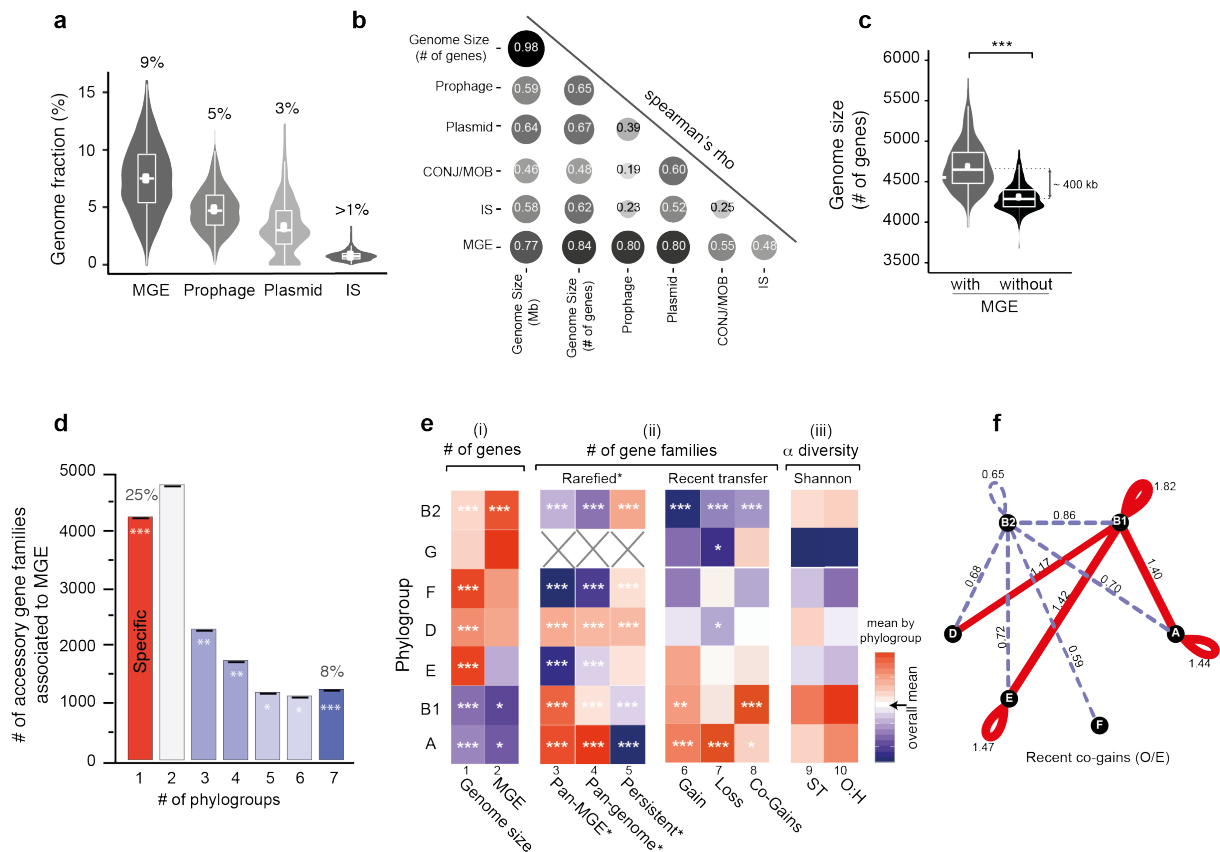 a
9%
5%
3%
>1%
Genome fraction (%)
15
10
5
0
MGE Prophage Plasmid IS
b
spearman's rho
Genome Size
(# of genes)
0.98
Prophage
0.59 0.65
Plasmid
0.64 0.67 0.39
CONJ/MOB
0.46 0.48 0.19 0.60
IS
0.58 0.62 0.23 0.52 0.25
MGE
0.77 0.84 0.80 0.80 0.55 0.48
Genome Size
(Mb)
Genome Size
(# of genes)
Prophage
Plasmid
CONJ/MOB
IS
c
***
Genome size
(# of genes)
6000
5000
4500
4000
3500
~ 400 kb
with without
MGE
d
# of accessory gene families
associated to MGE
5000
4000
3000
2000
1000
0
25%
***
Specific
**
**
*
*
8%
***
1 2 3 4 5 6 7
# of phylogroups
e
(i)
# of genes
(ii)
# of gene families
(iii)
α diversity
Rarefied*
Recent transfer
Shannon
Phylogroup
B2
*** *** *** *** *** *** *** ***
G
*
F
*** *** *** ***
D
*** *** *** *** *
E
*** ***
B1
*** * *** *** *** ** ***
A
*** * *** *** *** *** *** *
1 2 3 4 5 6 7 8 9 10
Genome size
MGE
Pan-MGE*
Pan-genome*
Persistent*
Gain
Loss
Co-Gains
ST
O:H
mean by
phylogroup
overall mean
f
0.65
B2
0.86
B1
1.82
0.68
1.17
1.42
0.70
1.40
0.72
0.59
D
A
1.44
E
1.47
F
Recent co-gains (O/E)